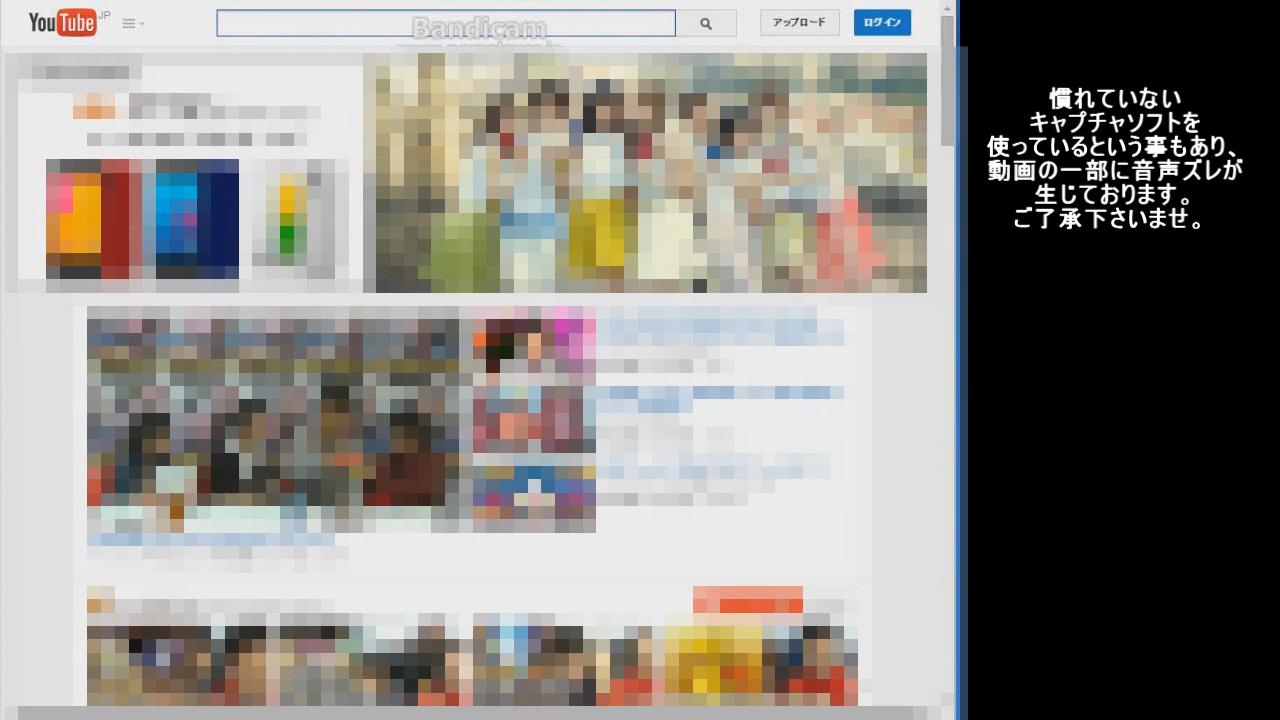 YouTube JP
Bandicam
アップロード
ログイン
慣れていない
キャプチャソフトを
使っているという事もあり、
動画の一部に音声ズレが
生じております。
ご了承下さいませ。